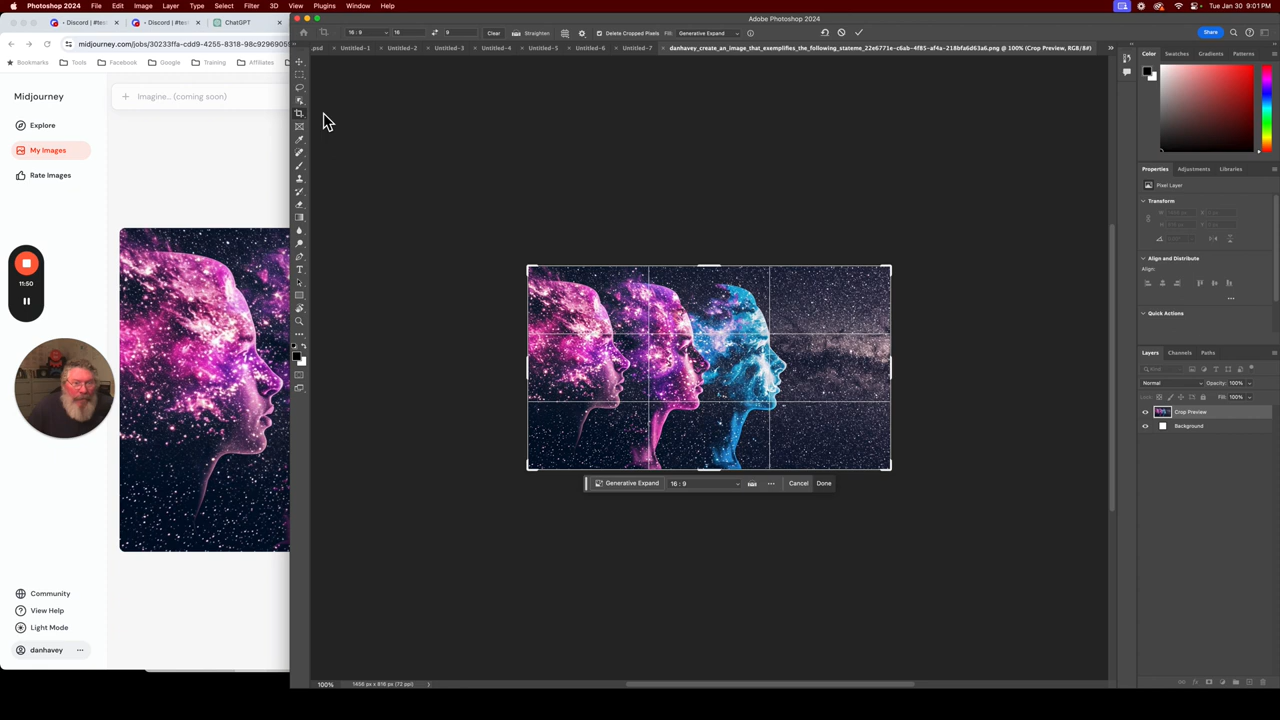 Photoshop 2024 File Edit Image Layer Type Select Filter 3D View Plugins Window Help
Tue Jan 30 9:01 PM
Discord | #test
Discord | #test
ChatGPT
midjourney.com/jobs/30233ffa-cdd9-4255-8318-98c9296905
Bookmarks Tools Facebook Google Training Affiliates
Midjourney
Imagine... (coming soon)
Explore
My Images
Rate Images
11:50
Community
View Help
Light Mode
danhavey
Adobe Photoshop 2024
16 : 9 16 9 Clear Straighten Delete Cropped Pixels Fill: Generative Expand
Share
.psd Untitled-1 Untitled-2 Untitled-3 Untitled-4 Untitled-5 Untitled-6 Untitled-7 danhavey_create_an_image_that_exemplifies_the_following_stateme_22e6771e-c6ab-4f85-af4a-218bfa6d63a6.png @ 100% (Crop Preview, RGB/8#)
Generative Expand 16 : 9 Cancel Done
100% 1456 px x 816 px (72 ppi)
Color Swatches Gradients Patterns
Properties Adjustments Libraries
Pixel Layer
Transform
Align and Distribute
Align:
Quick Actions
Layers Channels Paths
Kind
Normal Opacity: 100%
Fill: 100%
Crop Preview
Background